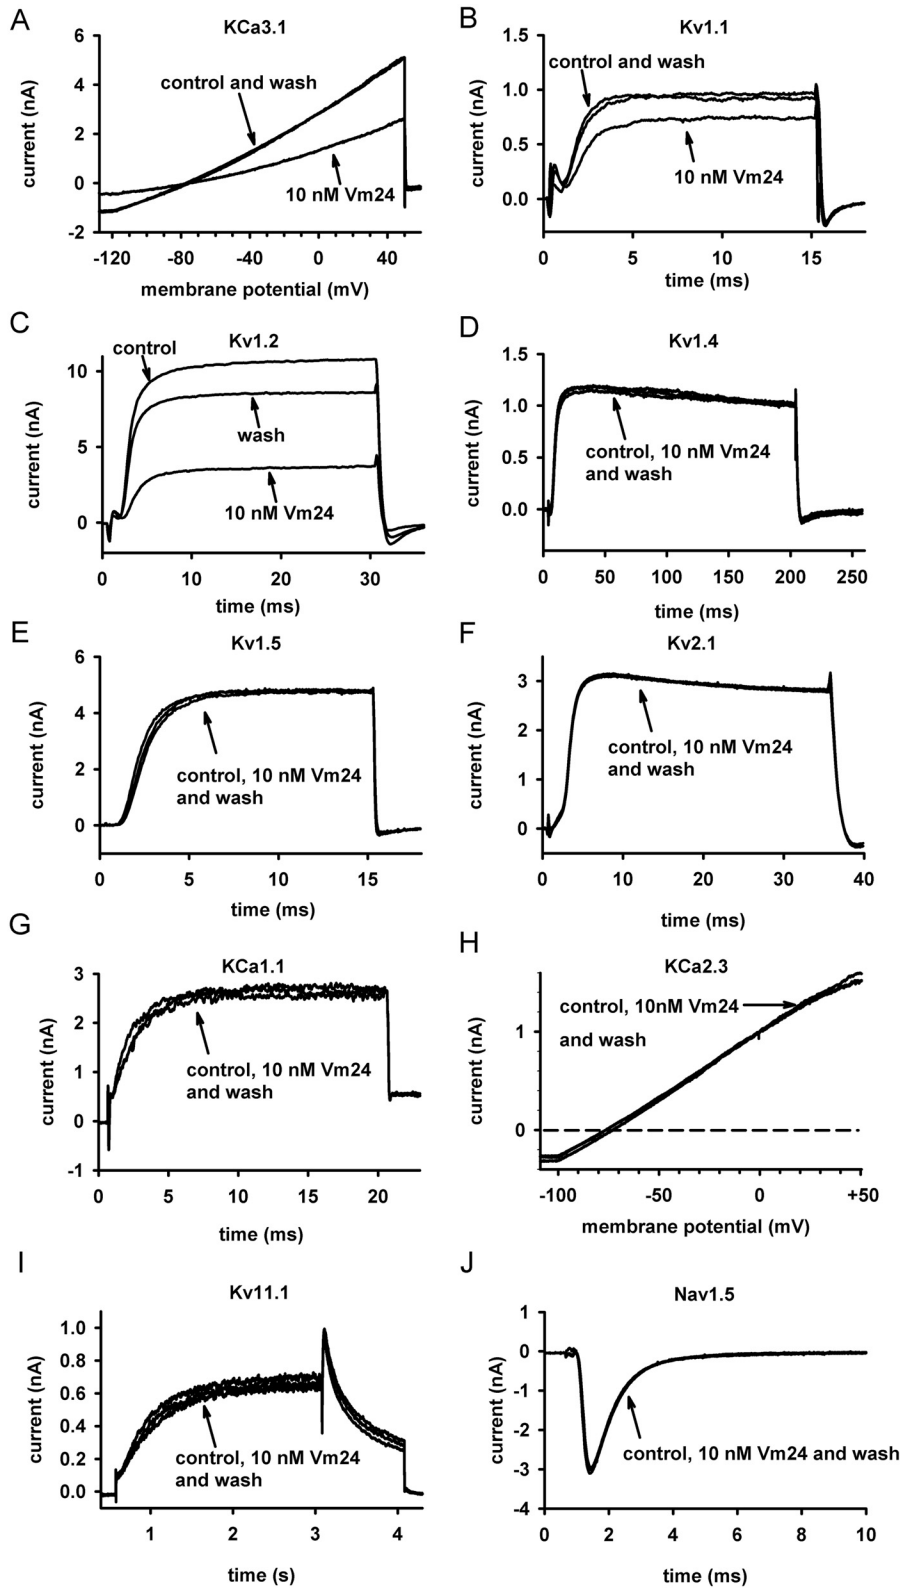 A
KCa3.1
6
4
2
0
-2
current (nA)
control and wash
10 nM Vm24
-120 -80 -40 0 40
membrane potential (mV)
B
Kv1.1
1.5
1.0
0.5
0.0
current (nA)
control and wash
10 nM Vm24
0 5 10 15
time (ms)
C
Kv1.2
10
5
0
current (nA)
control
wash
10 nM Vm24
0 10 20 30
time (ms)
D
Kv1.4
1.5
1.0
0.5
0.0
current (nA)
control, 10 nM Vm24
and wash
0 50 100 150 200 250
time (ms)
E
Kv1.5
6
4
2
0
current (nA)
control, 10 nM Vm24
and wash
0 5 10 15
time (ms)
F
Kv2.1
3
2
1
0
current (nA)
control, 10 nM Vm24
and wash
0 10 20 30 40
time (ms)
G
KCa1.1
3
2
1
0
-1
current (nA)
control, 10 nM Vm24
and wash
0 5 10 15 20
time (ms)
H
KCa2.3
1
0
current (nA)
control, 10nM Vm24
and wash
-100 -50 0 +50
membrane potential (mV)
I
Kv11.1
1.0
0.8
0.6
0.4
0.2
0.0
current (nA)
control, 10 nM Vm24
and wash
1 2 3 4
time (s)
J
Nav1.5
1
0
-1
-2
-3
-4
current (nA)
control, 10 nM Vm24 and wash
0 2 4 6 8 10
time (ms)